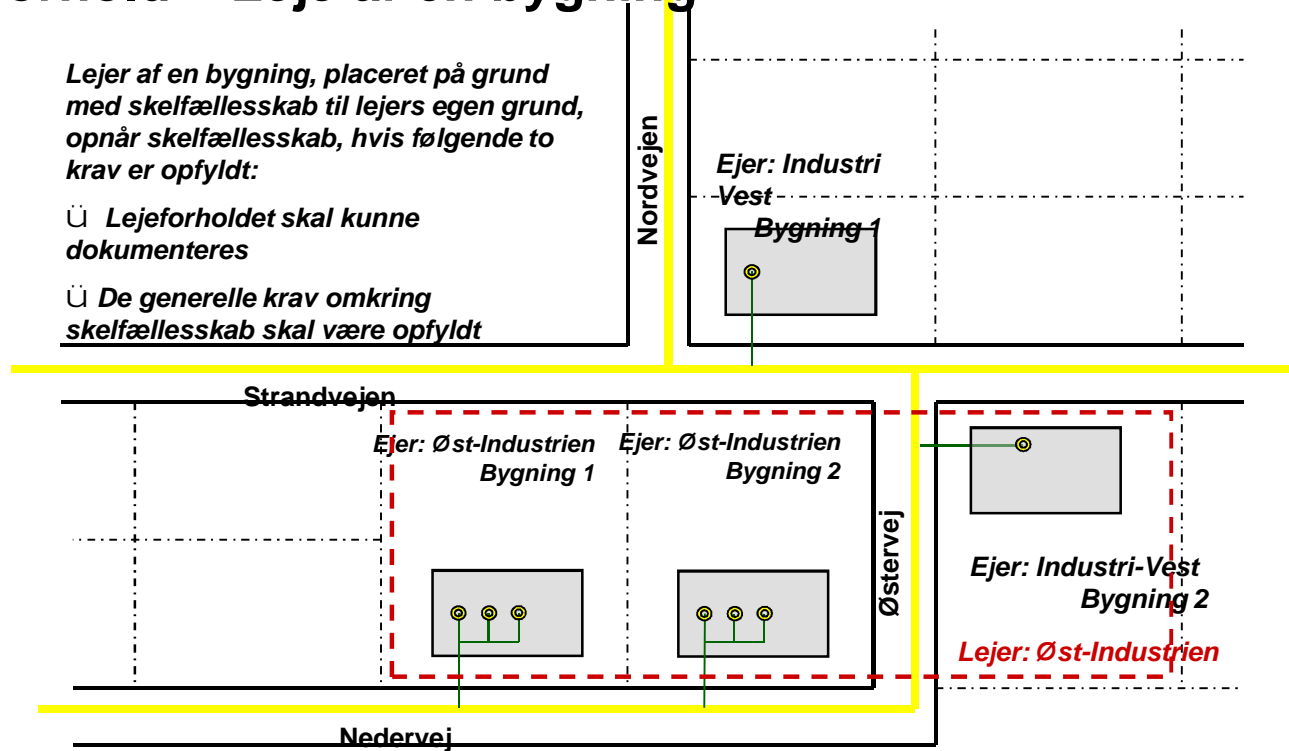 Lejer af en bygning, placeret på grund
med skelfællesskab til lejers egen grund,
opnår skelfællesskab, hvis følgende to
krav er opfyldt:
Ü Lejeforholdet skal kunne
dokumenteres
Ü De generelle krav omkring
skelfællesskab skal være opfyldt
Nordvejen
Ejer: Industri
Vest
Bygning 1
Strandvejen
Ejer: Øst-Industrien
Bygning 1
Ejer: Øst-Industrien
Bygning 2
Østervej
Ejer: Industri-Vest
Bygning 2
Lejer: Øst-Industrien
Nedervej